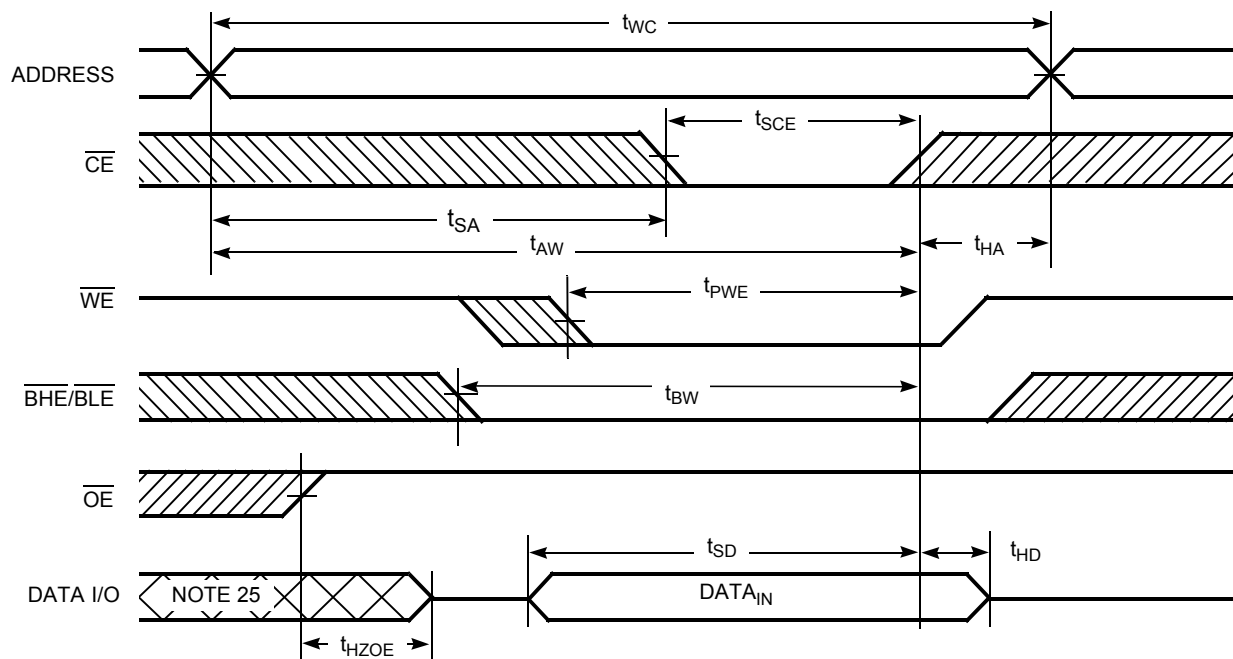 tWC
ADDRESS
tSCE
CE
tSA
tAW
tHA
WE
tPWE
BHE/BLE
tBW
OE
tSD
tHD
DATA I/O
NOTE 25
DATAIN
tHZOE